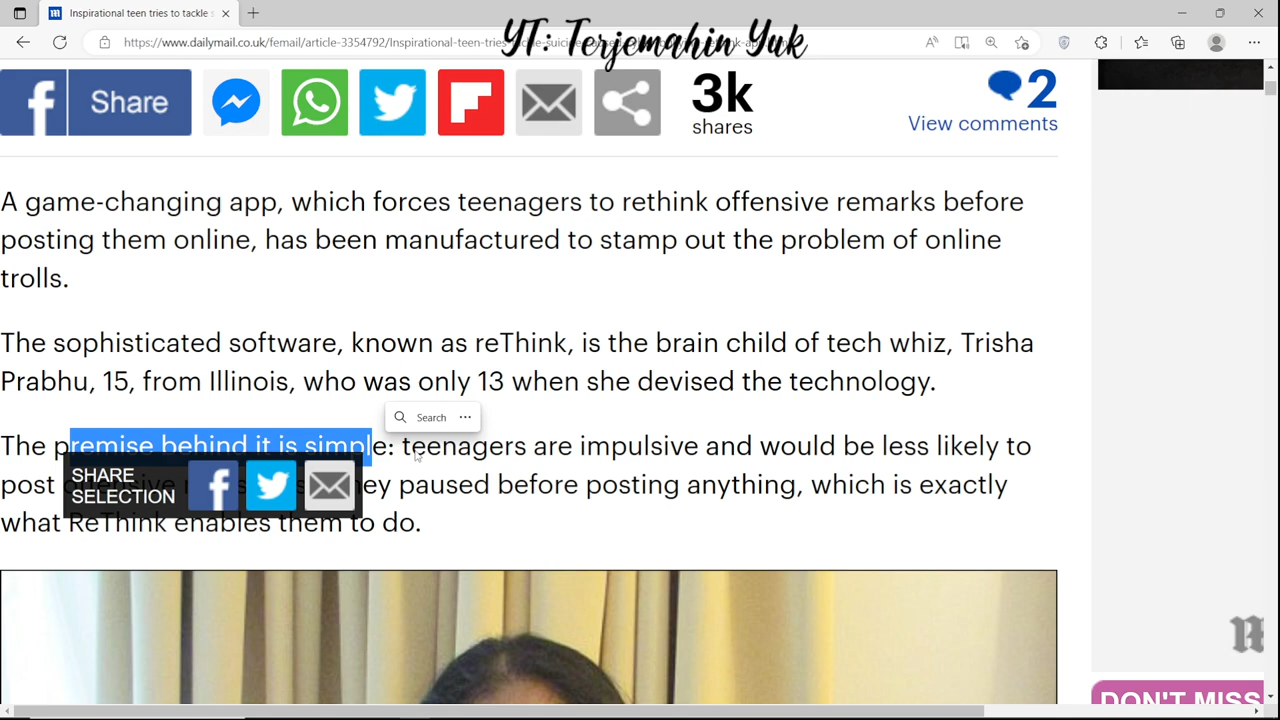 Inspirational teen tries to tackle s
YT: Terjemahin Yuk
https://www.dailymail.co.uk/femail/article-3354792/Inspirational-teen-tries
Share
3k
shares
2
View comments
A game-changing app, which forces teenagers to rethink offensive remarks before
posting them online, has been manufactured to stamp out the problem of online
trolls.
The sophisticated software, known as reThink, is the brain child of tech whiz, Trisha
Prabhu, 15, from Illinois, who was only 13 when she devised the technology.
Search
The premise behind it is simple: teenagers are impulsive and would be less likely to
SHARE
SELECTION
post offensive they paused before posting anything, which is exactly
what ReThink enables them to do.
DON'T MISS